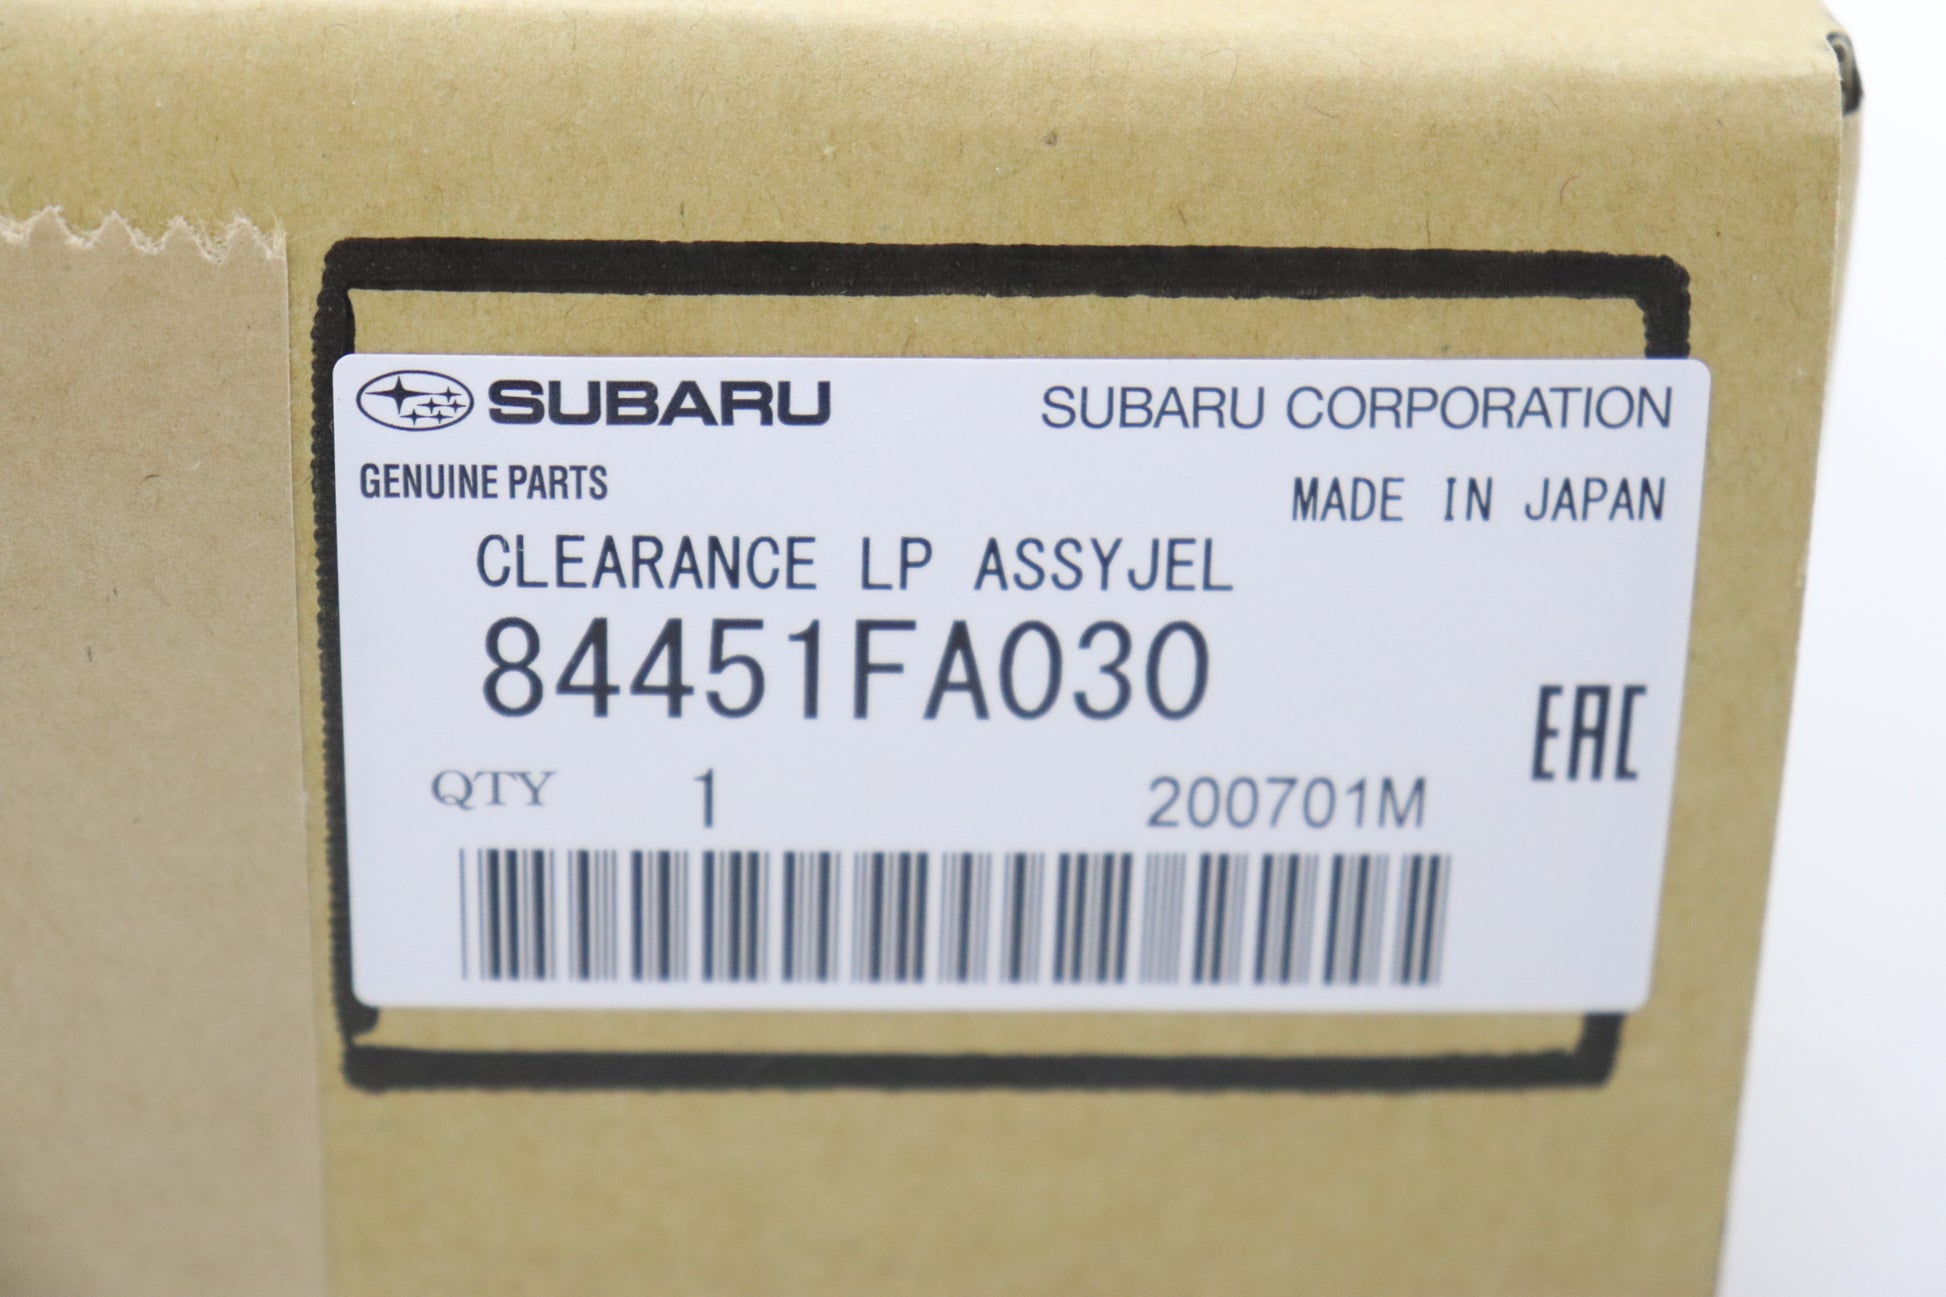 SUBARU SUBARU CORPORATION
GENUINE PARTS MADE IN JAPAN
CLEARANCE LP ASSYJEL
84451FA030
EAC
QTY 1 200701M